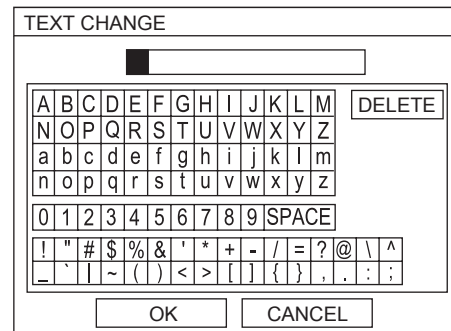 TEXT CHANGE
A B C D E F G H I J K L M DELETE
N O P Q R S T U V W X Y Z
a b c d e f g h i j k l m
n o p q r s t u v w x y z
0 1 2 3 4 5 6 7 8 9 SPACE
! " # $ % & ' * + - / = ? @ \ ^
_ ` | ~ ( ) < > [ ] { } , . : ;
OK CANCEL